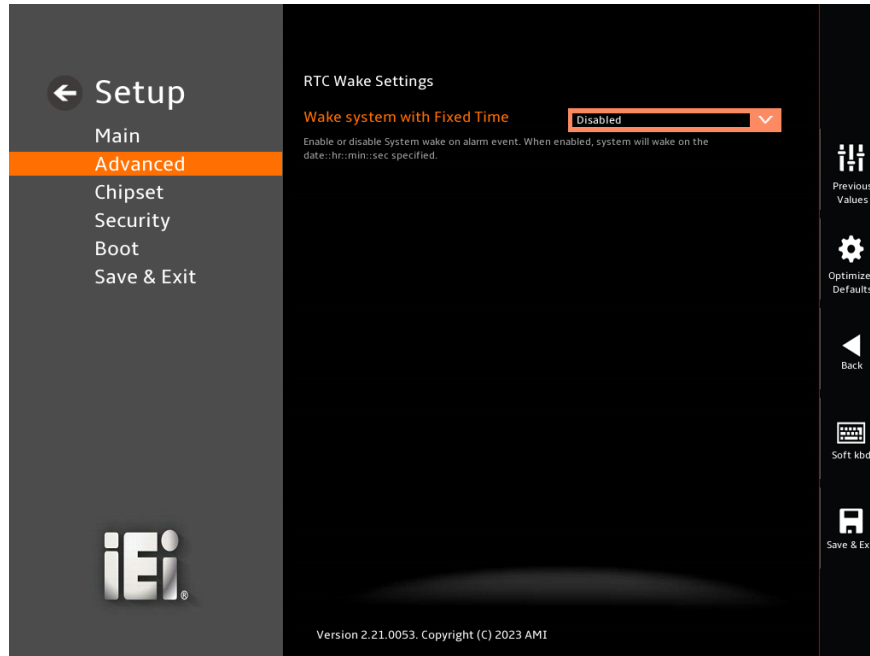 Setup
Main
Advanced
Chipset
Security
Boot
Save & Exit
iEi®
RTC Wake Settings
Wake system with Fixed Time
Disabled
Enable or disable System wake on alarm event. When enabled, system will wake on the
date::hr::min::sec specified.
Version 2.21.0053. Copyright (C) 2023 AMI
Previous
Values
Optimize
Defaults
Back
Soft kbd
Save & Ex